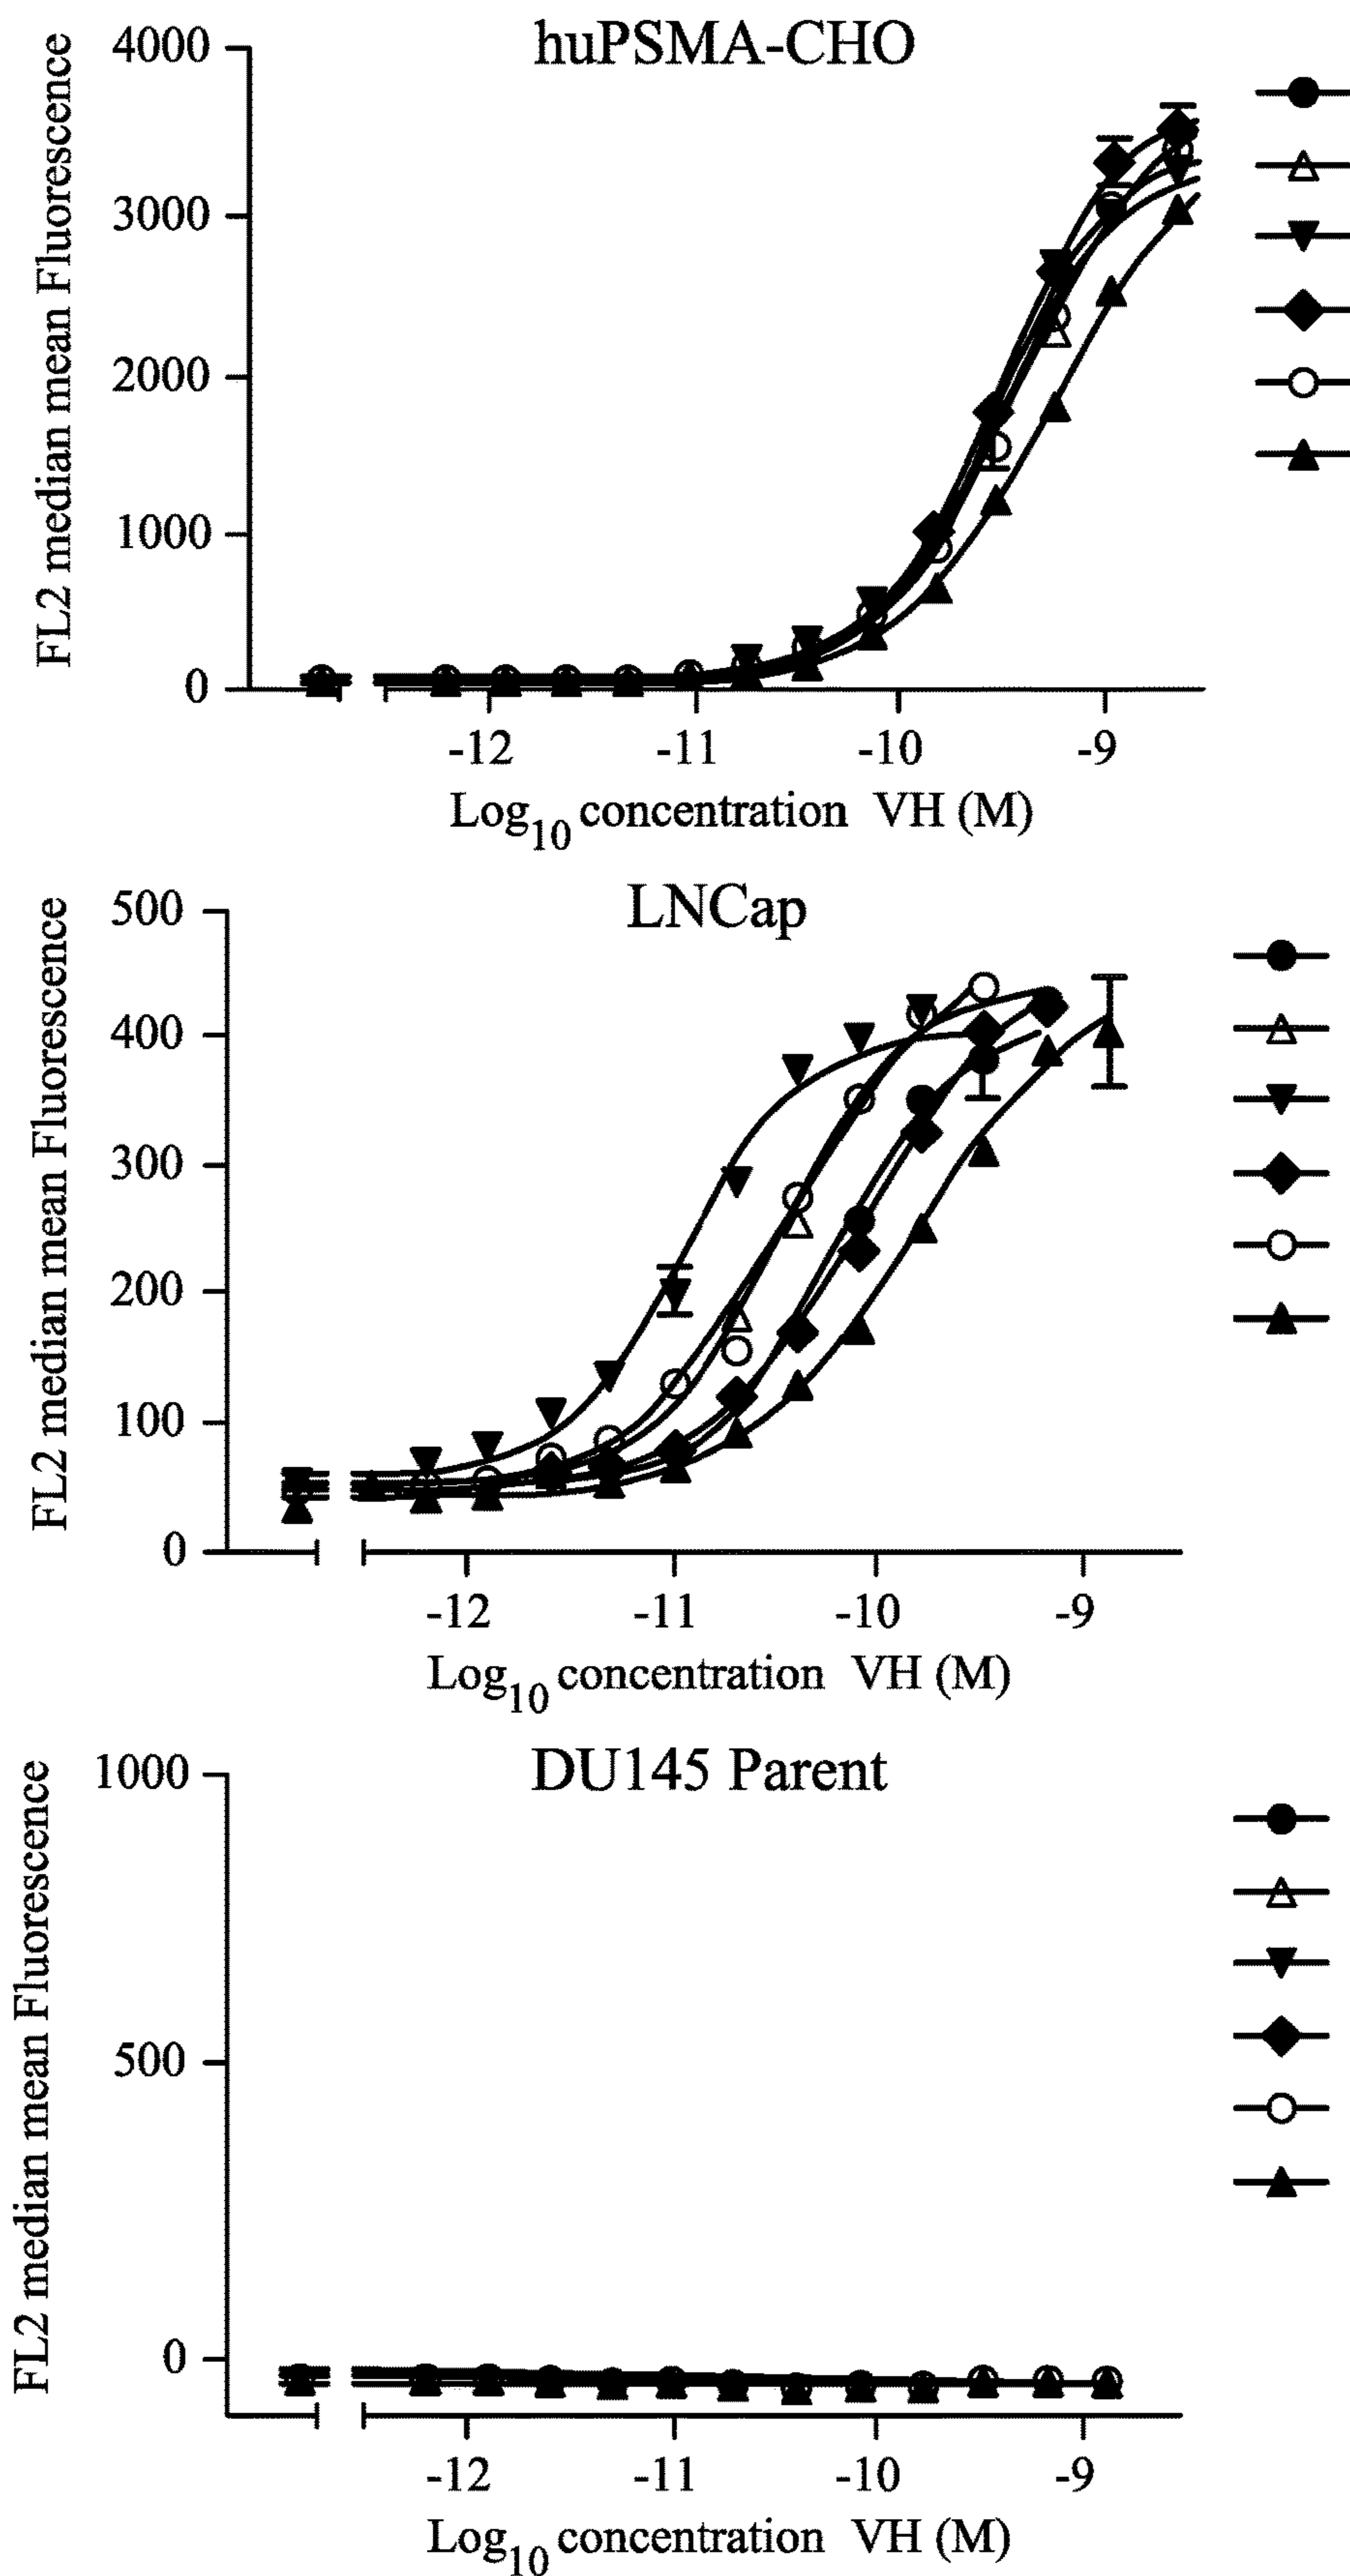 huPSMA-CHO
FL2 median mean Fluorescence
4000
3000
2000
1000
0
-12 -11 -10 -9
Log10 concentration VH (M)
LNCap
FL2 median mean Fluorescence
500
400
300
200
100
0
-12 -11 -10 -9
Log10 concentration VH (M)
DU145 Parent
FL2 median mean Fluorescence
1000
500
0
-12 -11 -10 -9
Log10 concentration VH (M)